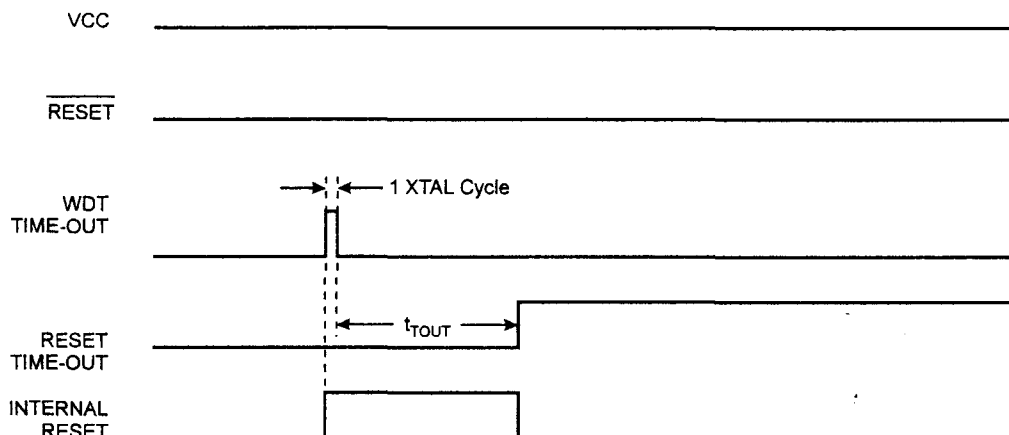 VCC
RESET
1 XTAL Cycle
WDT
TIME-OUT
tTOUT
RESET
TIME-OUT
INTERNAL
RESET